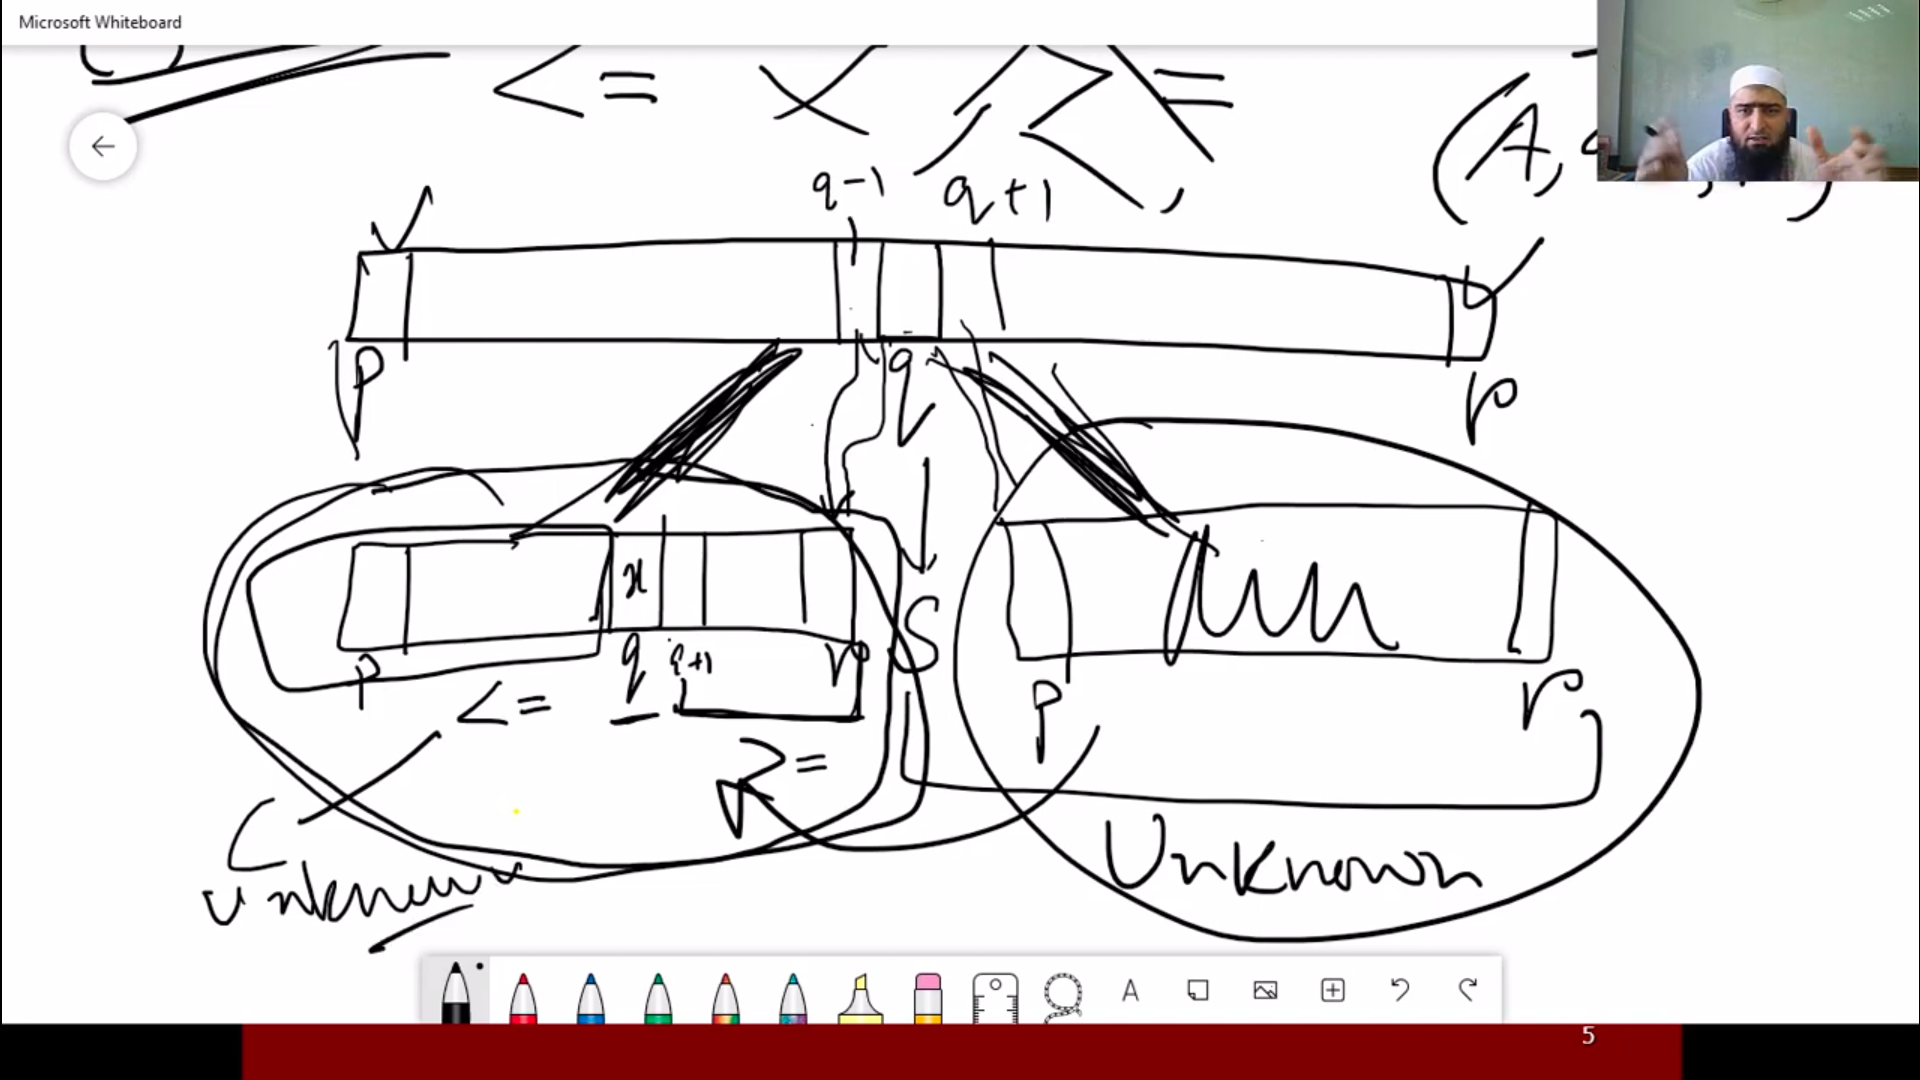 Microsoft Whiteboard
<= >=
(A,
q-1 q+1 ,
p q r
S
x
p q q+1 r
p r
<= >=
Unknown
Unknown
A
5